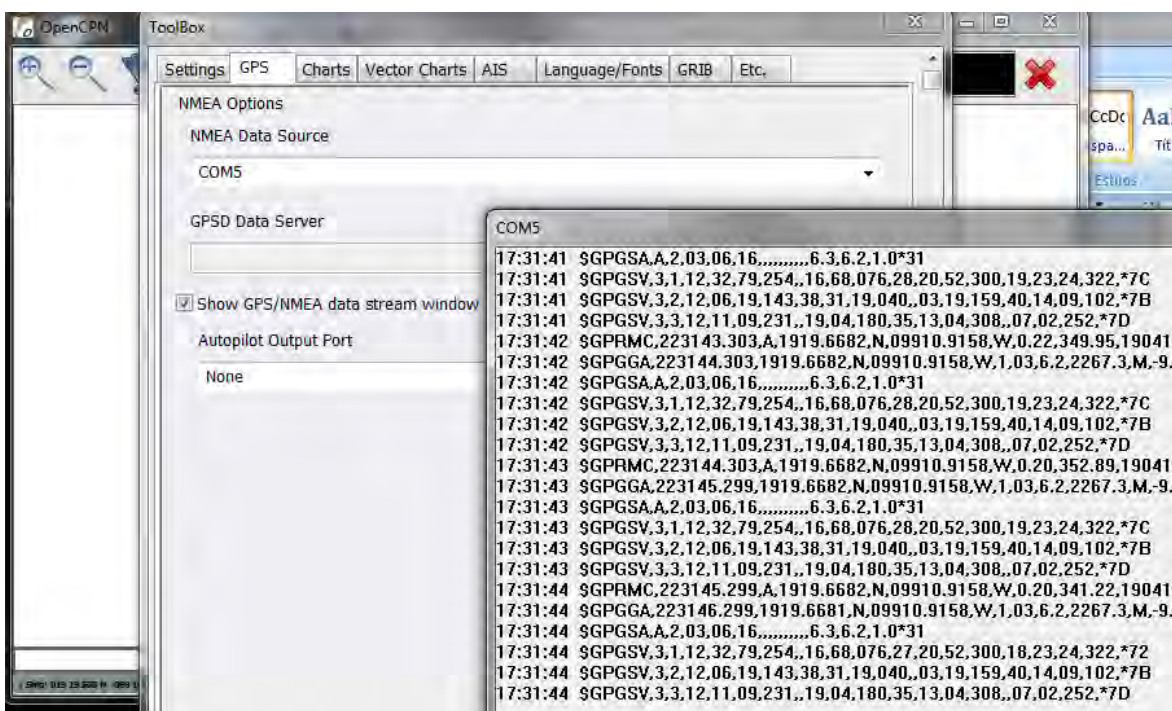 OpenCPN
ToolBox
Settings GPS Charts Vector Charts AIS Language/Fonts GRIB Etc.
NMEA Options
NMEA Data Source
COM5
GPSD Data Server
Show GPS/NMEA data stream window
Autopilot Output Port
None
CcDc Aa
spa... Tít
Estilos
COM5
17:31:41 $GPGSA,A,2,03,06,16,,,,,,,,,,6.3,6.2,1.0*31
17:31:41 $GPGSV,3,1,12,32,79,254,,16,68,076,28,20,52,300,19,23,24,322,*7C
17:31:41 $GPGSV,3,2,12,06,19,143,38,31,19,040,,03,19,159,40,14,09,102,*7B
17:31:41 $GPGSV,3,3,12,11,09,231,,19,04,180,35,13,04,308,,07,02,252,*7D
17:31:42 $GPRMC,223143.303,A,1919.6682,N,09910.9158,W,0.22,349.95,19041
17:31:42 $GPGGA,223144.303,1919.6682,N,09910.9158,W,1,03,6.2,2267.3,M,-9.
17:31:42 $GPGSA,A,2,03,06,16,,,,,,,,,,6.3,6.2,1.0*31
17:31:42 $GPGSV,3,1,12,32,79,254,,16,68,076,28,20,52,300,19,23,24,322,*7C
17:31:42 $GPGSV,3,2,12,06,19,143,38,31,19,040,,03,19,159,40,14,09,102,*7B
17:31:42 $GPGSV,3,3,12,11,09,231,,19,04,180,35,13,04,308,,07,02,252,*7D
17:31:43 $GPRMC,223144.303,A,1919.6682,N,09910.9158,W,0.20,352.89,19041
17:31:43 $GPGGA,223145.299,1919.6682,N,09910.9158,W,1,03,6.2,2267.3,M,-9.
17:31:43 $GPGSA,A,2,03,06,16,,,,,,,,,,6.3,6.2,1.0*31
17:31:43 $GPGSV,3,1,12,32,79,254,,16,68,076,28,20,52,300,19,23,24,322,*7C
17:31:43 $GPGSV,3,2,12,06,19,143,38,31,19,040,,03,19,159,40,14,09,102,*7B
17:31:43 $GPGSV,3,3,12,11,09,231,,19,04,180,35,13,04,308,,07,02,252,*7D
17:31:44 $GPRMC,223145.299,A,1919.6682,N,09910.9158,W,0.20,341.22,19041
17:31:44 $GPGGA,223146.299,1919.6681,N,09910.9158,W,1,03,6.2,2267.3,M,-9.
17:31:44 $GPGSA,A,2,03,06,16,,,,,,,,,,6.3,6.2,1.0*31
17:31:44 $GPGSV,3,1,12,32,79,254,,16,68,076,27,20,52,300,18,23,24,322,*72
17:31:44 $GPGSV,3,2,12,06,19,143,38,31,19,040,,03,19,159,40,14,09,102,*7B
17:31:44 $GPGSV,3,3,12,11,09,231,,19,04,180,35,13,04,308,,07,02,252,*7D